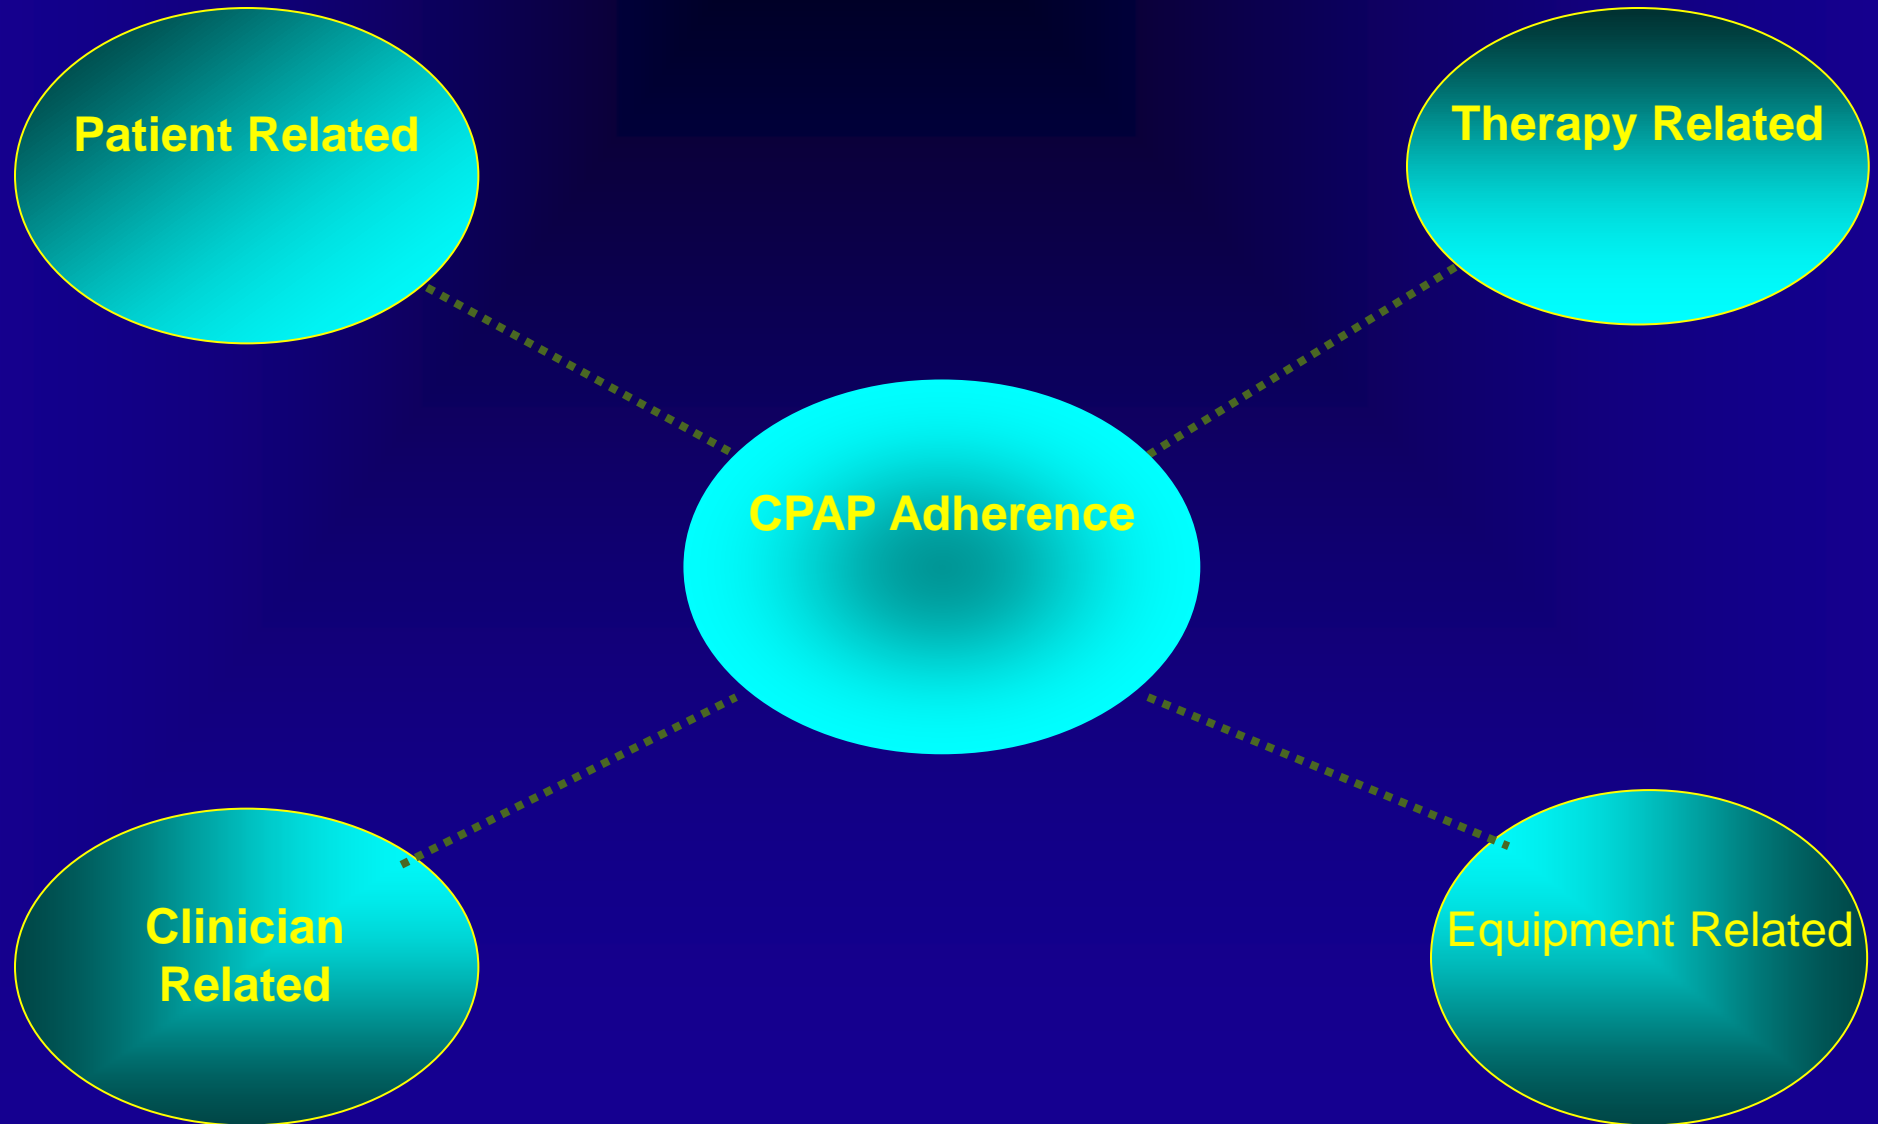 Patient Related
Therapy Related
CPAP Adherence
Clinician
Related
Equipment Related